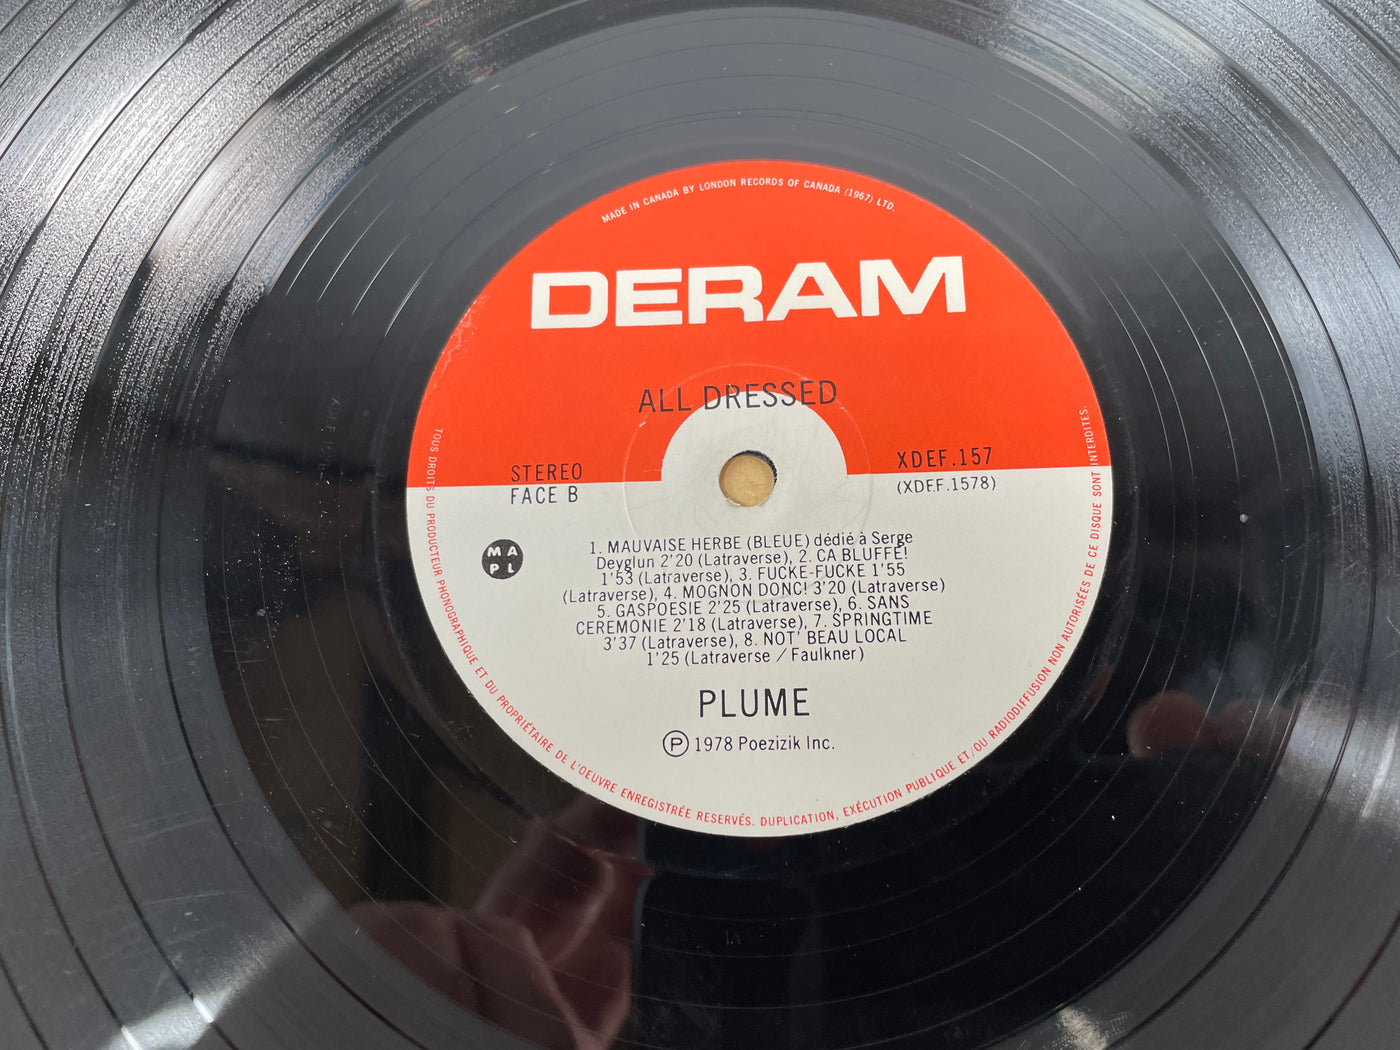 MADE IN CANADA BY LONDON RECORDS OF CANADA (1967) LTD.
DERAM
ALL DRESSED
STEREO
FACE B
XDEF.157
(XDEF.1578)
MA
PL
1. MAUVAISE HERBE (BLEUE) dédié à Serge
Deyglun 2'20 (Latraverse), 2. CA BLUFFE!
1'53 (Latraverse), 3. FUCKE-FUCKE 1'55
(Latraverse), 4. MOGNON DONC! 3'20 (Latraverse)
5. GASPOESIE 2'25 (Latraverse), 6. SANS
CEREMONIE 2'18 (Latraverse), 7. SPRINGTIME
3'37 (Latraverse), 8. NOT' BEAU LOCAL
1'25 (Latraverse / Faulkner)
PLUME
Ⓟ 1978 Poezizik Inc.
TOUS DROITS DU PRODUCTEUR PHONOGRAPHIQUE ET DU PROPRIÉTAIRE DE L'OEUVRE ENREGISTRÉE RESERVÉS. DUPLICATION, EXÉCUTION PUBLIQUE ET/OU RADIODIFFUSION NON AUTORISÉES DE CE DISQUE SONT INTERDITES.